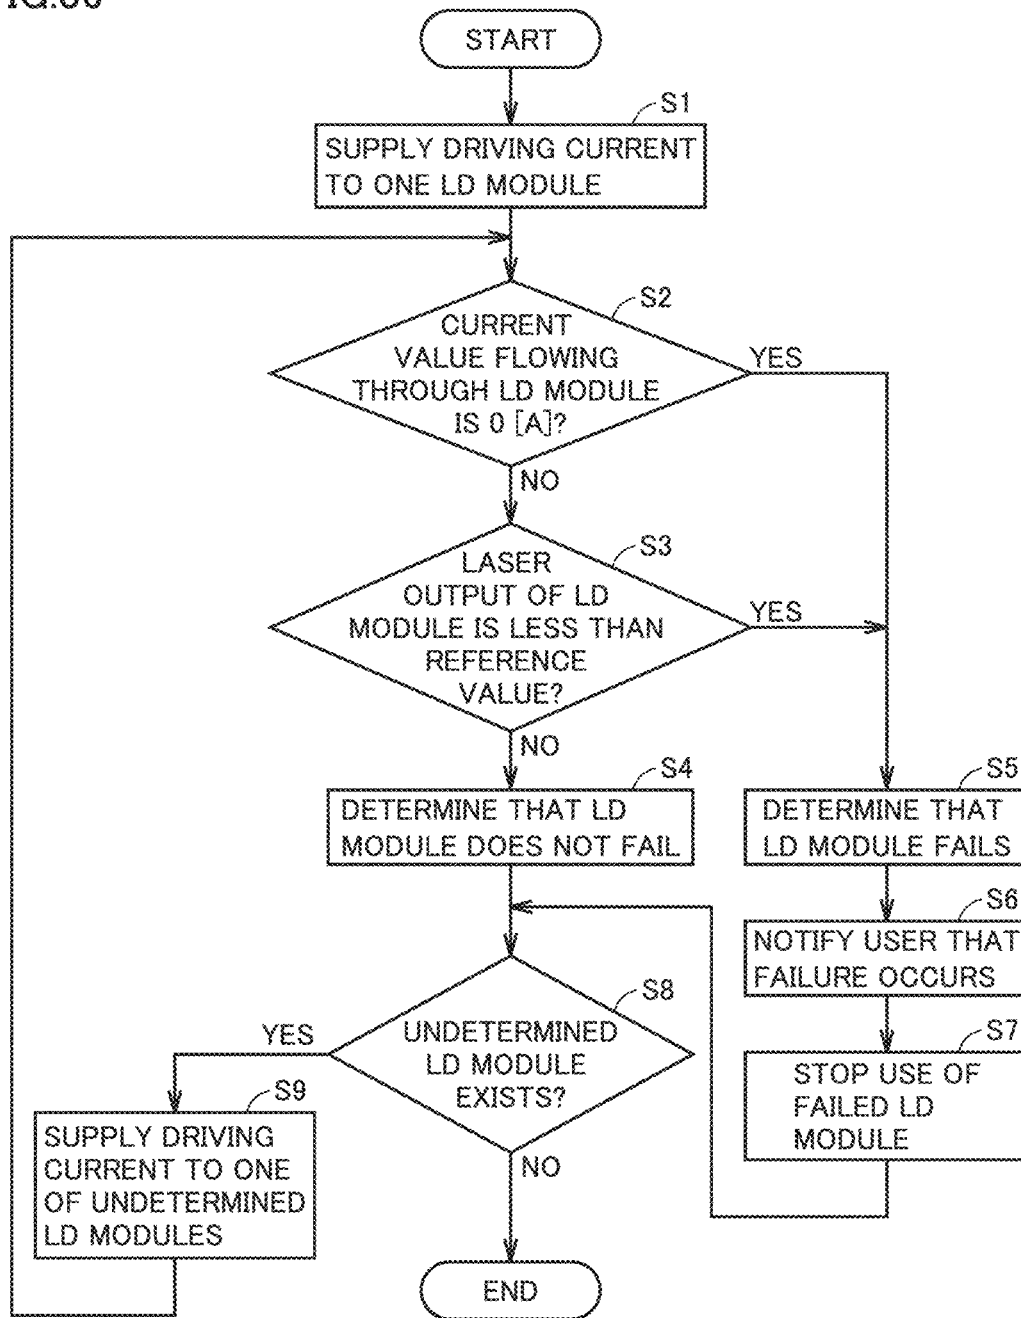 START
S1
SUPPLY DRIVING CURRENT
TO ONE LD MODULE
S2
CURRENT
VALUE FLOWING
THROUGH LD MODULE
IS 0 [A]?
YES
NO
S3
LASER
OUTPUT OF LD
MODULE IS LESS THAN
REFERENCE
VALUE?
YES
NO
S4
DETERMINE THAT LD
MODULE DOES NOT FAIL
S5
DETERMINE THAT
LD MODULE FAILS
S6
NOTIFY USER THAT
FAILURE OCCURS
S7
STOP USE OF
FAILED LD
MODULE
S8
UNDETERMINED
LD MODULE
EXISTS?
YES
NO
S9
SUPPLY DRIVING
CURRENT TO ONE
OF UNDETERMINED
LD MODULES
END